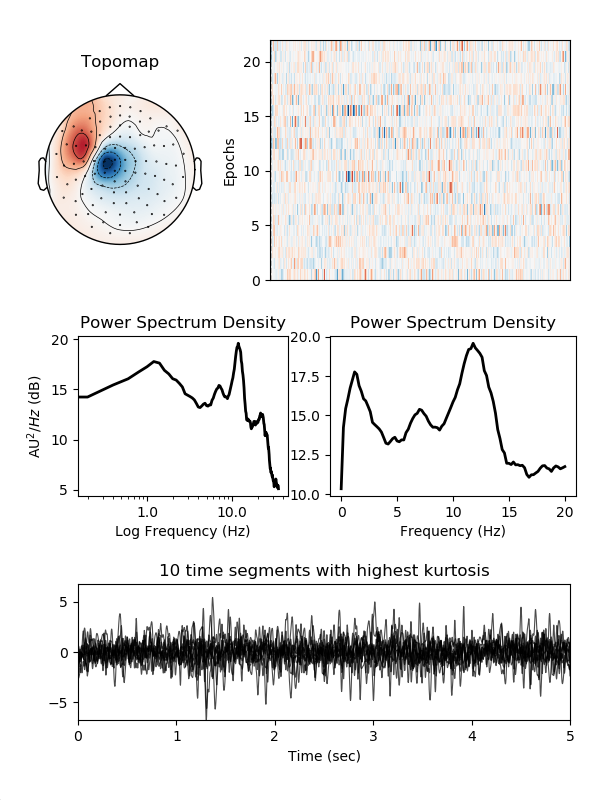 Topomap
Epochs
20
15
10
5
0
Power Spectrum Density
AU²/Hz (dB)
20
15
10
5
1.0 10.0
Log Frequency (Hz)
Power Spectrum Density
20.0
17.5
15.0
12.5
10.0
0 5 10 15 20
Frequency (Hz)
10 time segments with highest kurtosis
5
0
−5
0 1 2 3 4 5
Time (sec)